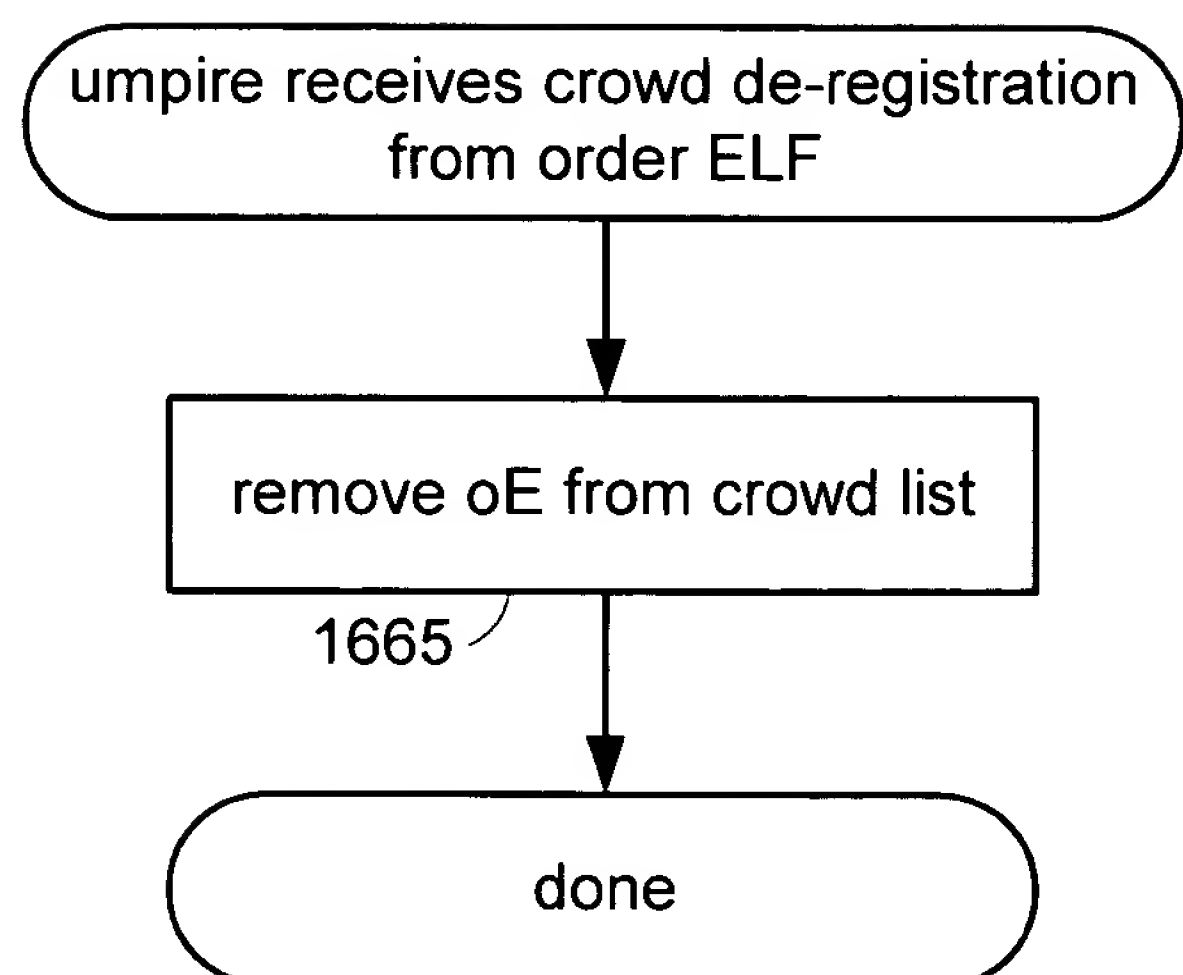 umpire receives crowd de-registration
from order ELF
remove oE from crowd list
1665
done